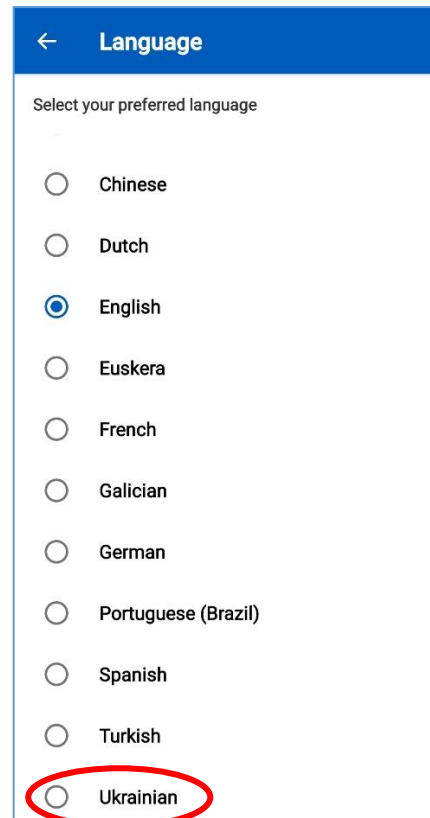 Language
Select your preferred language
Chinese
Dutch
English
Euskera
French
Galician
German
Portuguese (Brazil)
Spanish
Turkish
Ukrainian